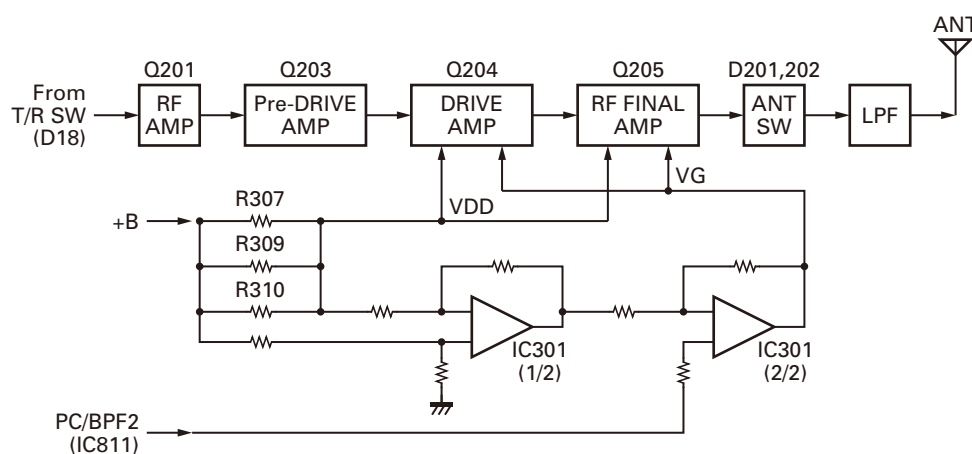 ANT
Q201
Q203
Q204
Q205
D201,202
From
T/R SW
(D18)
RF
AMP
Pre-DRIVE
AMP
DRIVE
AMP
RF FINAL
AMP
ANT
SW
LPF
VG
+B
R307
VDD
R309
R310
IC301
(1/2)
IC301
(2/2)
PC/BPF2
(IC811)